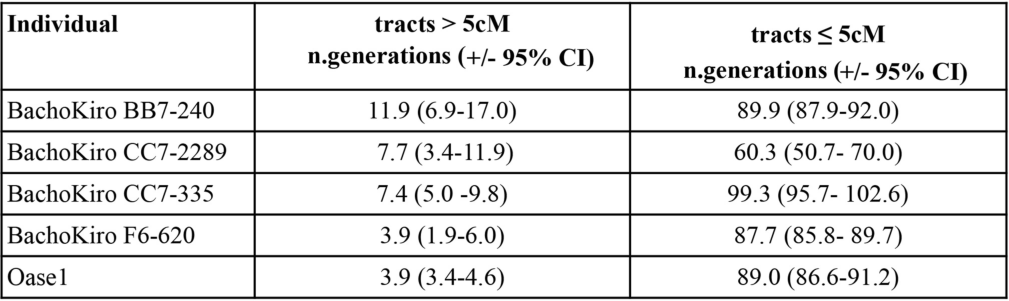 Individual
tracts > 5cM
n.generations (+/- 95% CI)
tracts ≤ 5cM
n.generations (+/- 95% CI)
BachoKiro BB7-240 11.9 (6.9-17.0) 89.9 (87.9-92.0)
BachoKiro CC7-2289 7.7 (3.4-11.9) 60.3 (50.7- 70.0)
BachoKiro CC7-335 7.4 (5.0 -9.8) 99.3 (95.7- 102.6)
BachoKiro F6-620 3.9 (1.9-6.0) 87.7 (85.8- 89.7)
Oase1 3.9 (3.4-4.6) 89.0 (86.6-91.2)